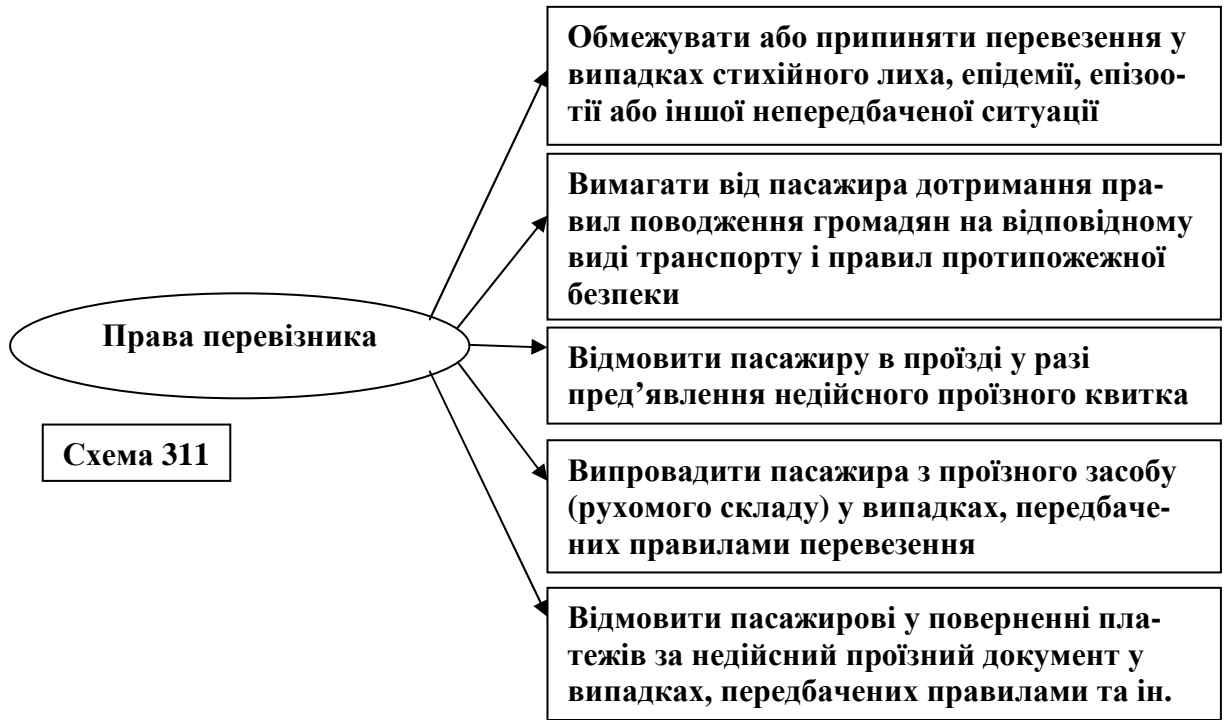 Обмежувати або припиняти перевезення у
випадках стихійного лиха, епідемії, епізоо-
тії або іншої непередбаченої ситуації
Вимагати від пасажира дотримання пра-
вил поводження громадян на відповідному
виді транспорту і правил протипожежної
безпеки
Права перевізника
Відмовити пасажиру в проїзді у разі
пред’явлення недійсного проїзного квитка
Схема 311
Випровадити пасажира з проїзного засобу
(рухомого складу) у випадках, передбаче-
них правилами перевезення
Відмовити пасажирові у поверненні пла-
тежів за недійсний проїзний документ у
випадках, передбачених правилами та ін.